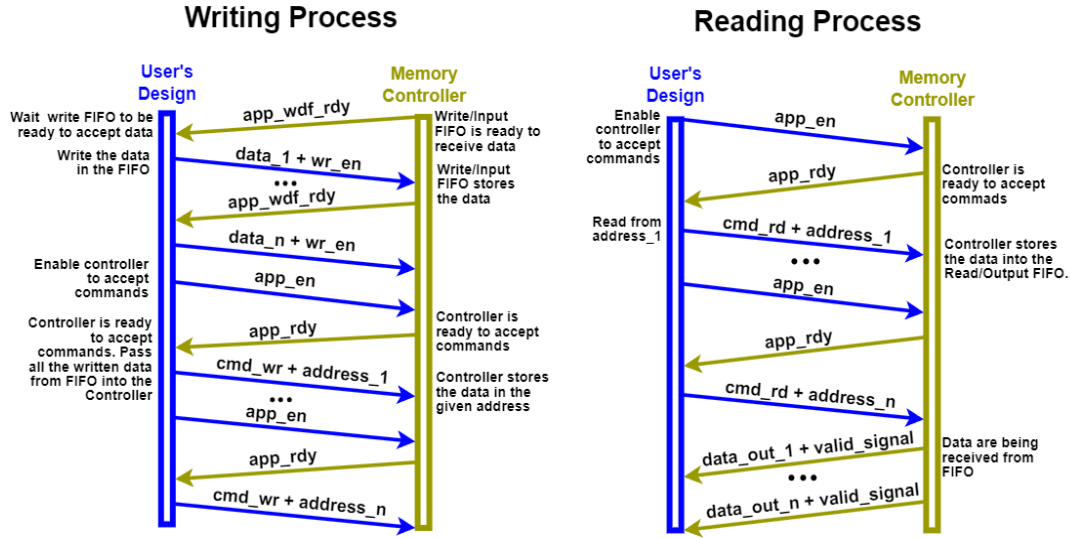 Writing Process
User's
Design
Memory
Controller
Wait write FIFO to be
ready to accept data
app_wdf_rdy
Write/Input
FIFO is ready to
receive data
Write the data
in the FIFO
data_1 + wr_en
...
Write/Input
FIFO stores
the data
app_wdf_rdy
data_n + wr_en
Enable controller
to accept
commands
app_en
Controller is ready
to accept
commands. Pass
all the written data
from FIFO into the
Controller
app_rdy
Controller is
ready to accept
commands
cmd_wr + address_1
...
Controller stores
the data in the
given address
app_en
app_rdy
cmd_wr + address_n
Reading Process
User's
Design
Memory
Controller
Enable
controller
to accept
commands
app_en
app_rdy
Controller is
ready to accept
commads
Read from
address_1
cmd_rd + address_1
...
Controller stores
the data into the
Read/Output FIFO.
app_en
app_rdy
cmd_rd + address_n
data_out_1 + valid_signal
...
Data are being
received from
FIFO
data_out_n + valid_signal